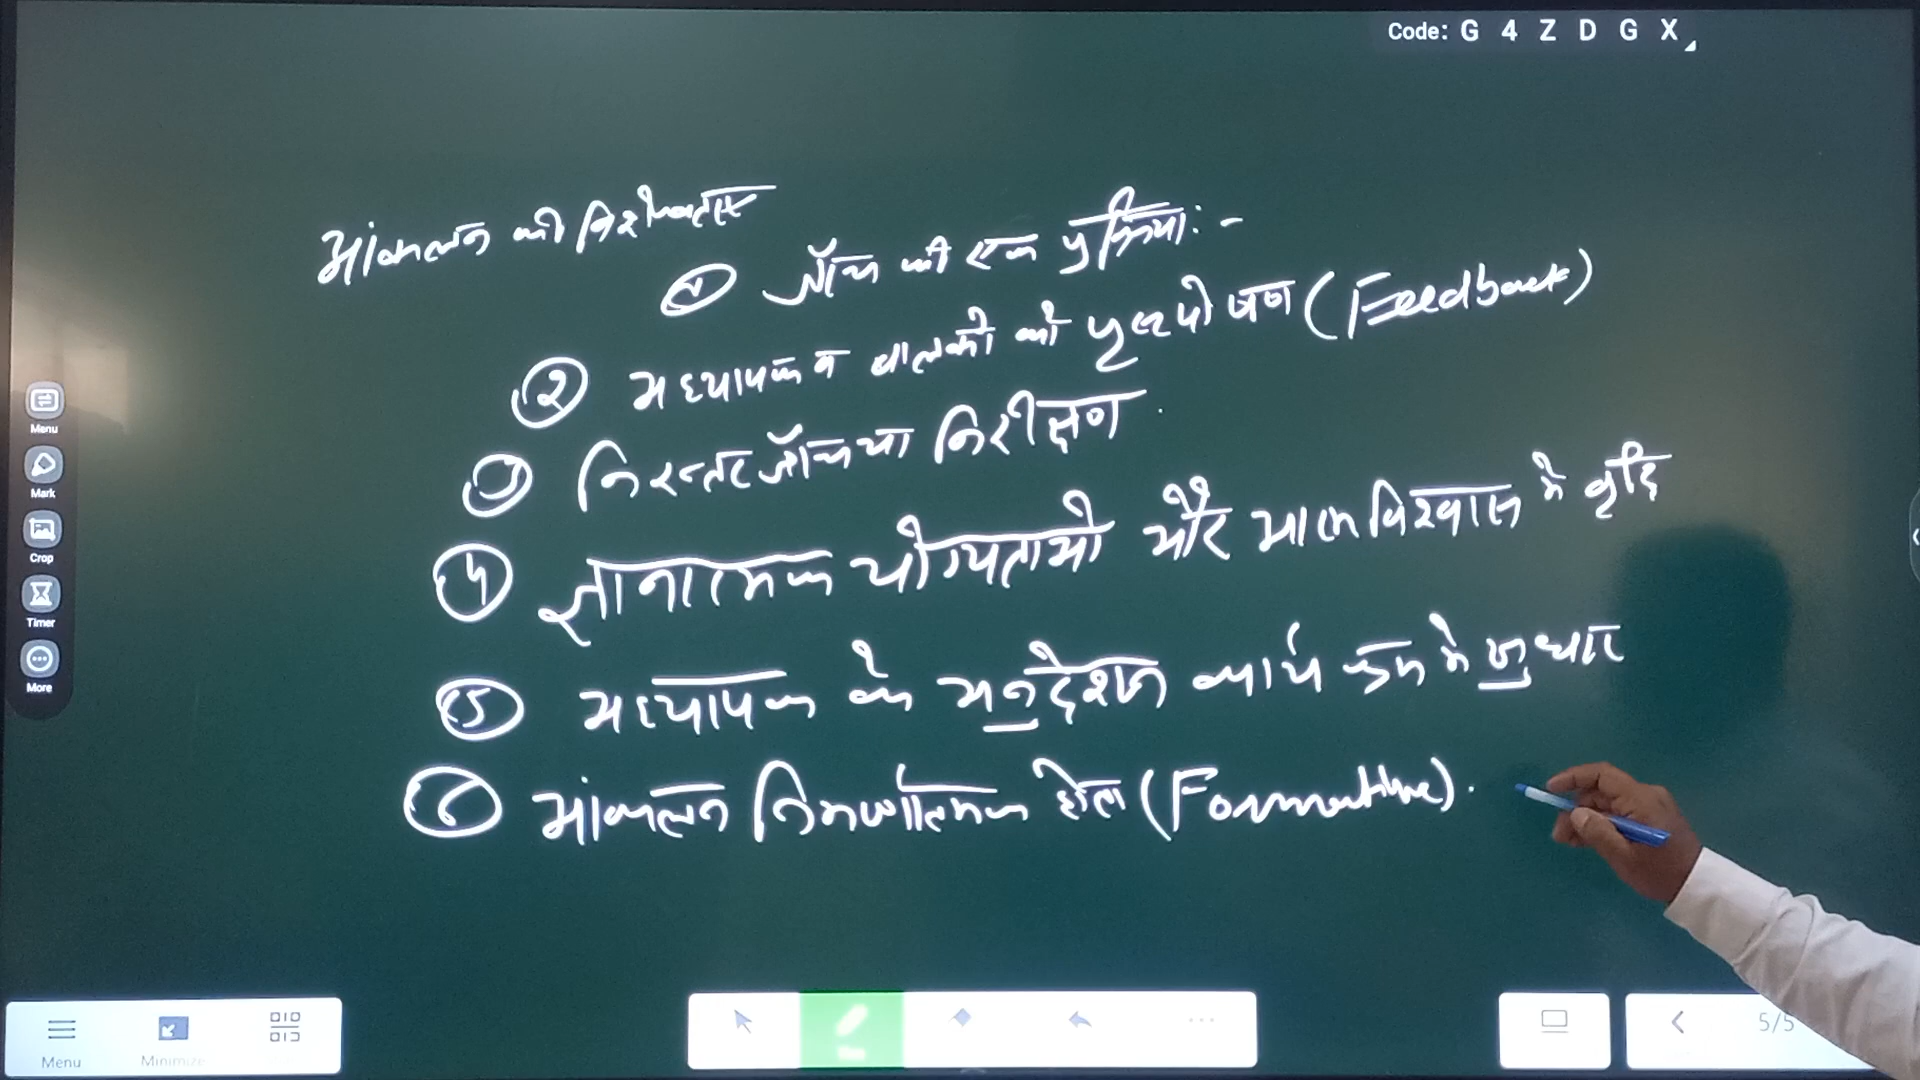 Code: G 4 Z D G X
आंकलन की विशेषताएं
① जाँच की एक प्रक्रिया:-
② अध्यापक व बालको को पृष्ठपोषण (Feedback)
③ निरन्तर जाँच या निरीक्षण
④ ज्ञानात्मक योग्यताओ और आत्मविश्वास मे वृद्धि
⑤ अध्यापक के अनुदेशन कार्य क्रम मे सुधार
⑥ आंकलन निर्माणात्मक होता (Formative).
Menu
Mark
Crop
Timer
More
Menu
Minimize
5/5